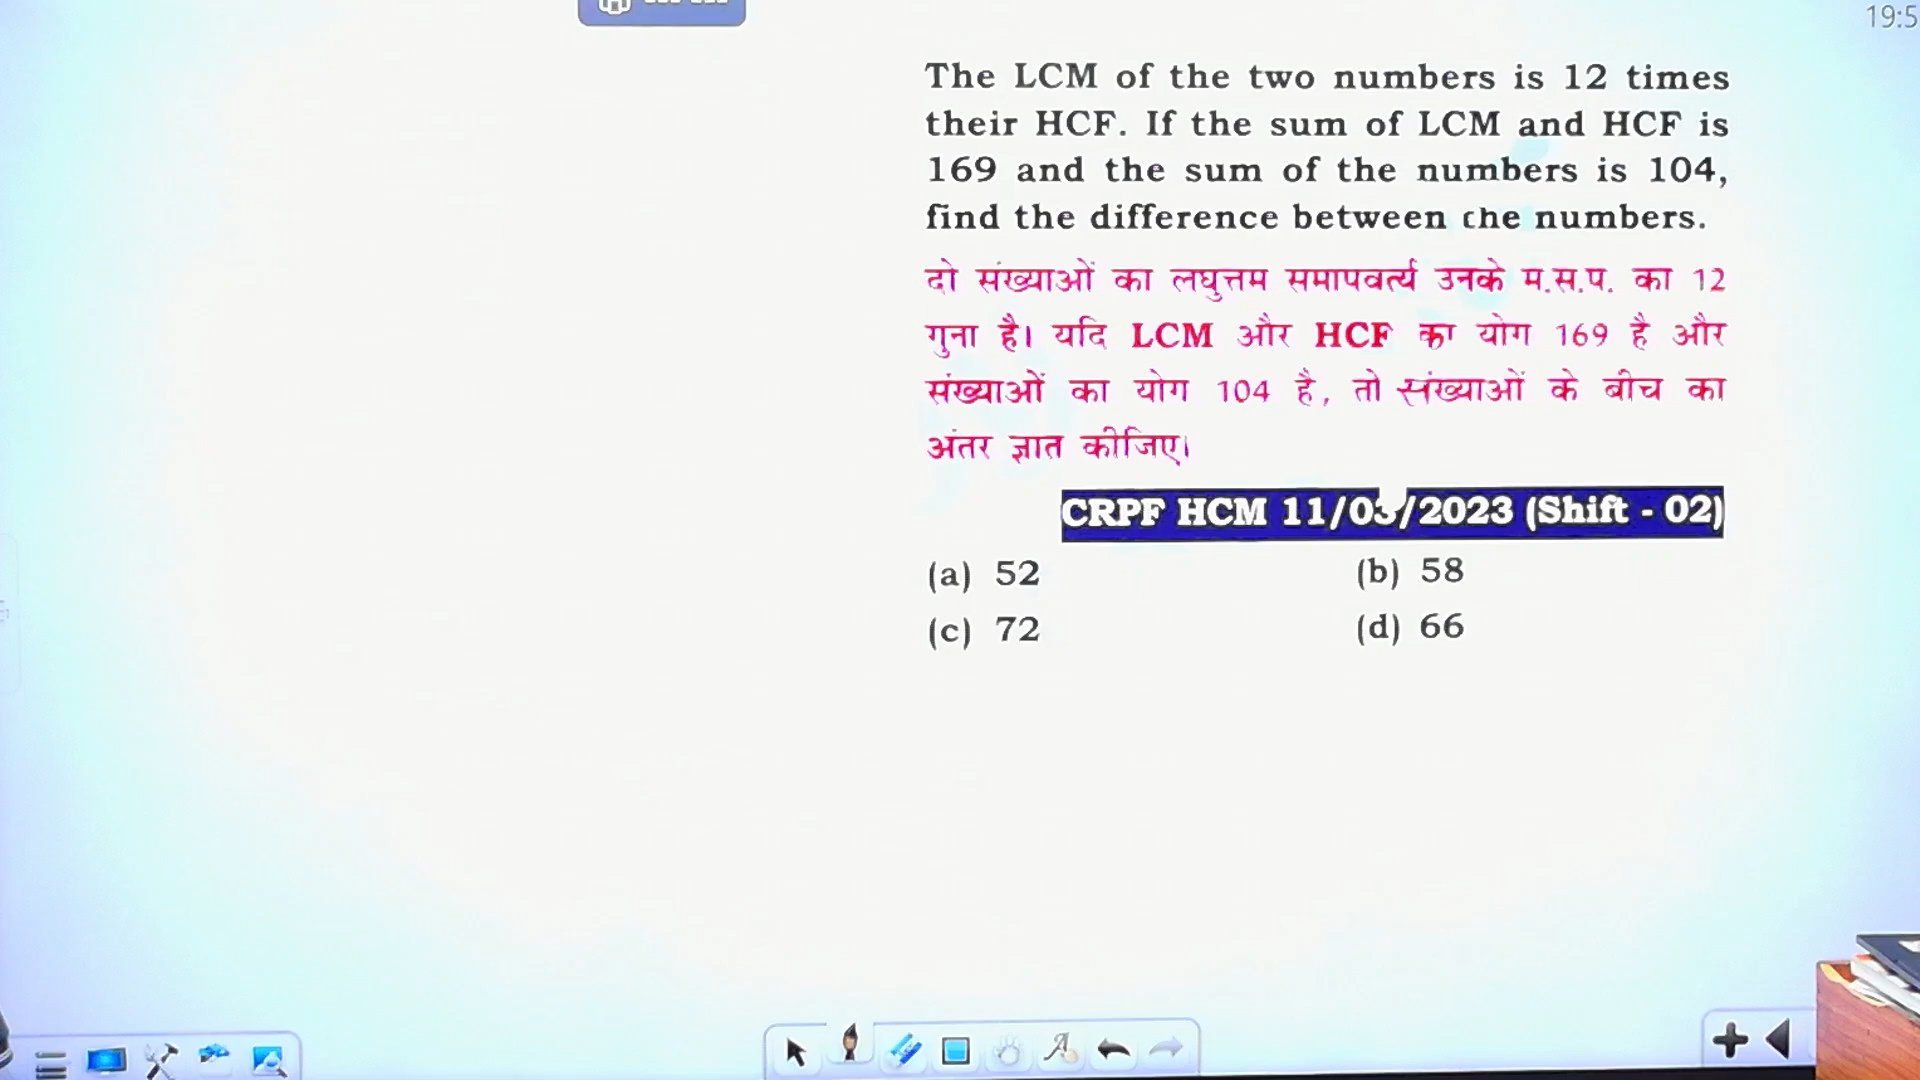 19:5
The LCM of the two numbers is 12 times
their HCF. If the sum of LCM and HCF is
169 and the sum of the numbers is 104,
find the difference between the numbers.
दो संख्याओं का लघुत्तम समापवर्त्य उनके म.स.प. का 12
गुना है। यदि LCM और HCF का योग 169 है और
संख्याओं का योग 104 है, तो संख्याओं के बीच का
अंतर ज्ञात कीजिए।
CRPF HCM 11/03/2023 (Shift - 02)
(a) 52 (b) 58
(c) 72 (d) 66